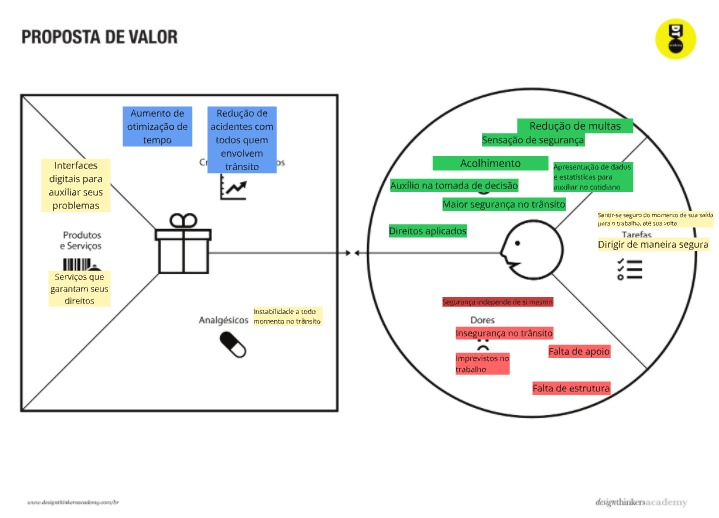 PROPOSTA DE VALOR
Aumento de
otimização de
tempo
Redução de
acidentes com
todos quem
envolvem
trânsito
Interfaces
digitais para
auxiliar seus
problemas
Produtos
e Serviços
Serviços que
garantam seus
direitos
Analgésicos
Instabilidade a todo
momento no trânsito
Redução de multas
Sensação de segurança
Acolhimento
Apresentação de dados
e estatísticas para
auxiliar no cotidiano
Auxílio na tomada de decisão
Maior segurança no trânsito
Direitos aplicados
Sentir-se seguro do momento de sua saída
para o trabalho, até sua volta
Tarefas
Dirigir de maneira segura
Segurança independe de si mesmo
Dores
Insegurança no trânsito
Imprevistos no
trabalho
Falta de apoio
Falta de estrutura
www.designthinkersacademy.com/br
designthinkersacademy